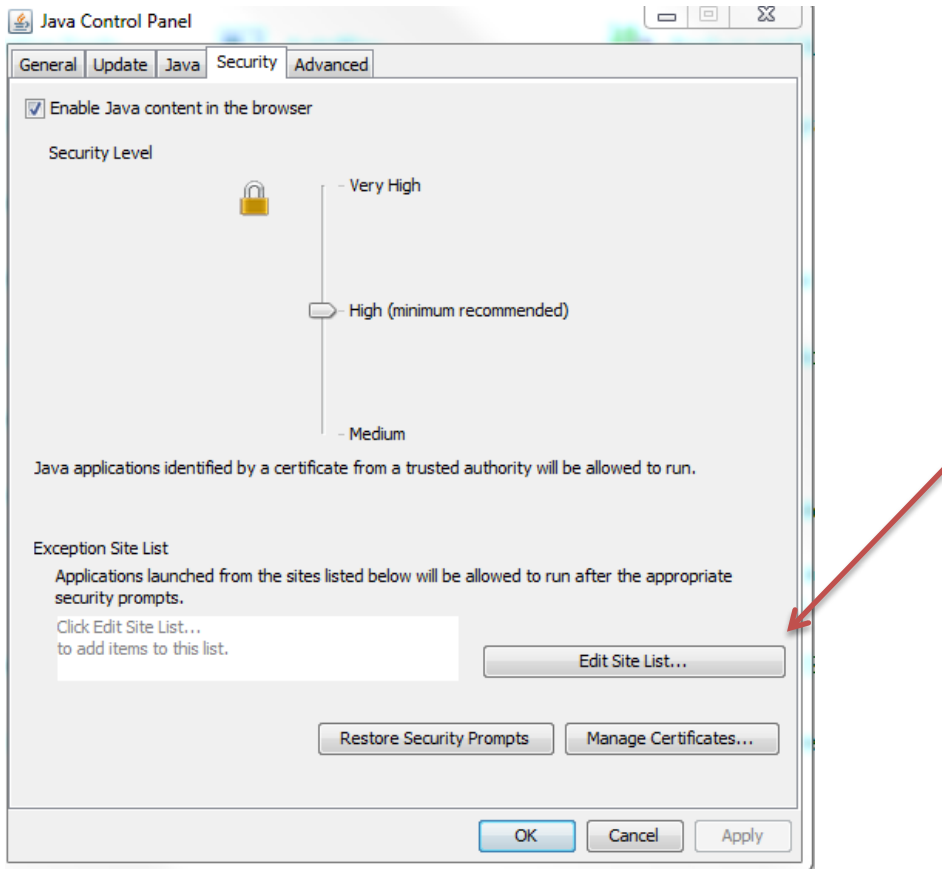 Java Control Panel
General Update Java Security Advanced
Enable Java content in the browser
Security Level
Very High
High (minimum recommended)
Medium
Java applications identified by a certificate from a trusted authority will be allowed to run.
Exception Site List
Applications launched from the sites listed below will be allowed to run after the appropriate
security prompts.
Click Edit Site List...
to add items to this list.
Edit Site List...
Restore Security Prompts Manage Certificates...
OK Cancel Apply